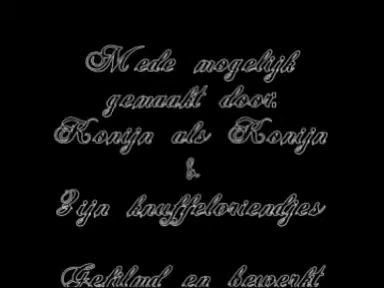 Mede mogelijk
gemaakt door:
Konijn als Konijn
&
Zijn knuffelvriendjes
Gefilmd en bewerkt